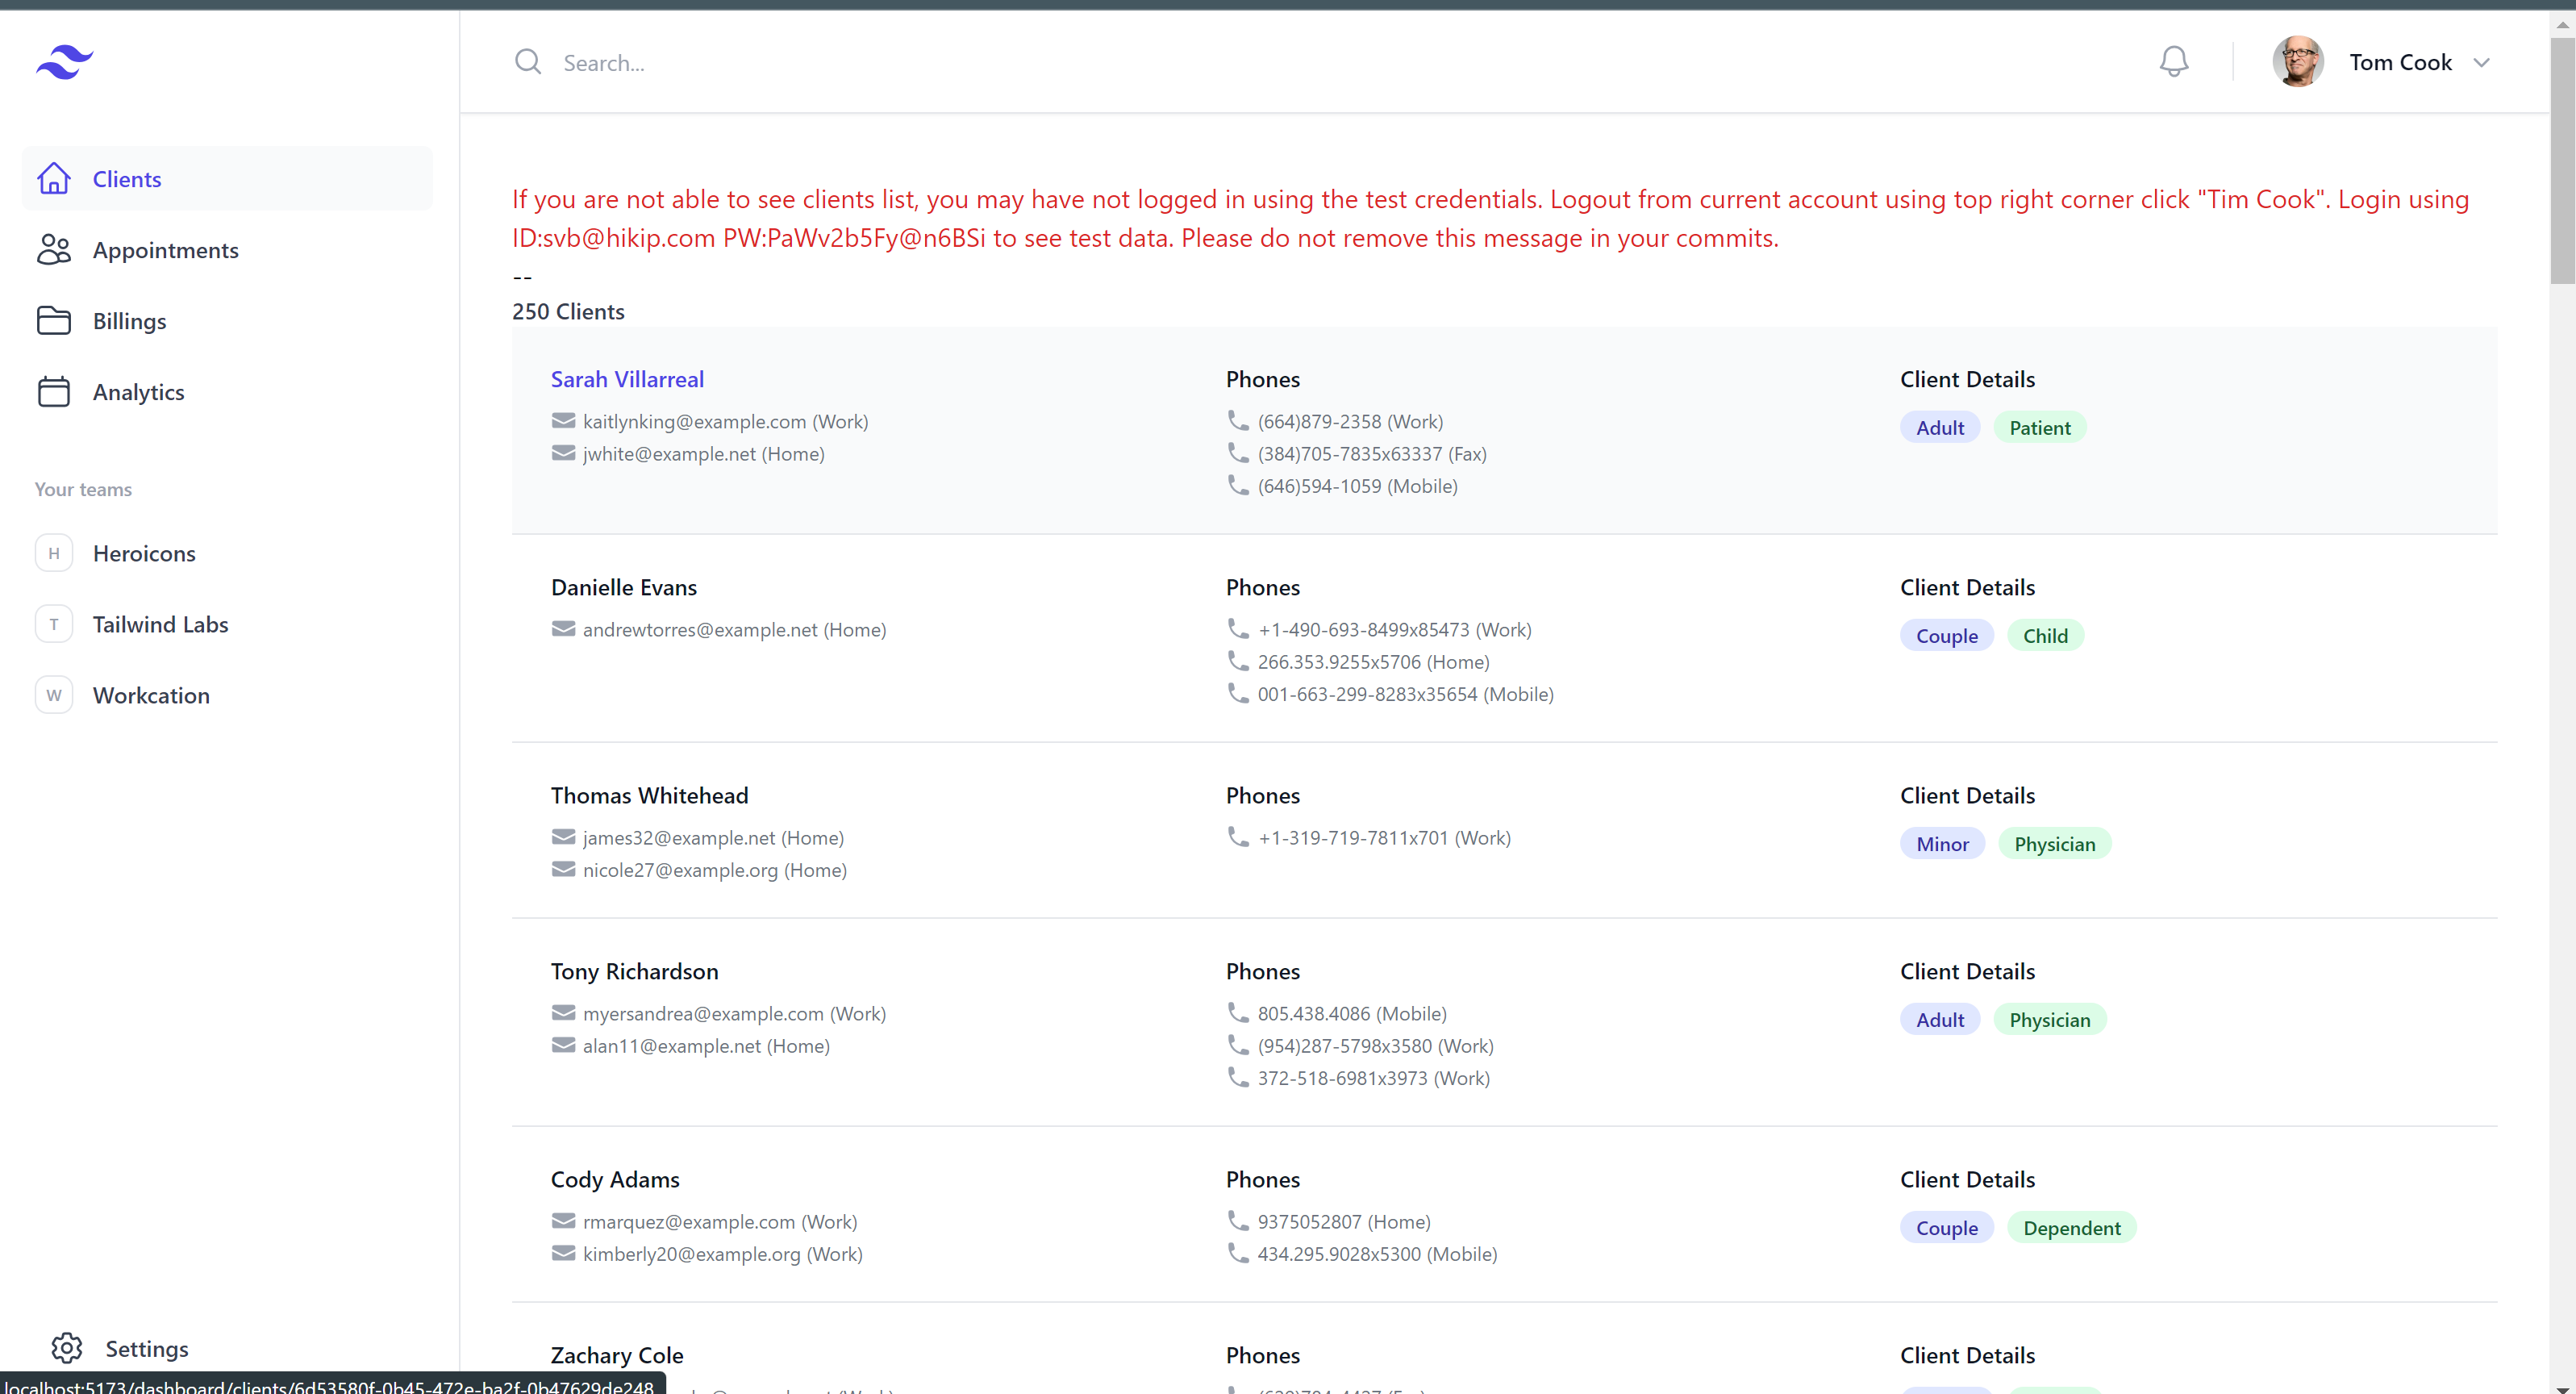 Search...
Tom Cook
Clients
Appointments
Billings
Analytics
Your teams
H Heroicons
T Tailwind Labs
W Workcation
Settings
If you are not able to see clients list, you may have not logged in using the test credentials. Logout from current account using top right corner click "Tim Cook". Login using
ID:svb@hikip.com PW:PaWv2b5Fy@n6BSi to see test data. Please do not remove this message in your commits.
--
250 Clients
Sarah Villarreal
kaitlynking@example.com (Work)
jwhite@example.net (Home)
Phones
(664)879-2358 (Work)
(384)705-7835x63337 (Fax)
(646)594-1059 (Mobile)
Client Details
Adult Patient
Danielle Evans
andrewtorres@example.net (Home)
Phones
+1-490-693-8499x85473 (Work)
266.353.9255x5706 (Home)
001-663-299-8283x35654 (Mobile)
Client Details
Couple Child
Thomas Whitehead
james32@example.net (Home)
nicole27@example.org (Home)
Phones
+1-319-719-7811x701 (Work)
Client Details
Minor Physician
Tony Richardson
myersandrea@example.com (Work)
alan11@example.net (Home)
Phones
805.438.4086 (Mobile)
(954)287-5798x3580 (Work)
372-518-6981x3973 (Work)
Client Details
Adult Physician
Cody Adams
rmarquez@example.com (Work)
kimberly20@example.org (Work)
Phones
9375052807 (Home)
434.295.9028x5300 (Mobile)
Client Details
Couple Dependent
Zachary Cole
Phones
Client Details
localhost:5173/dashboard/clients/6d53580f-0b45-472e-ba2f-0b47629de248